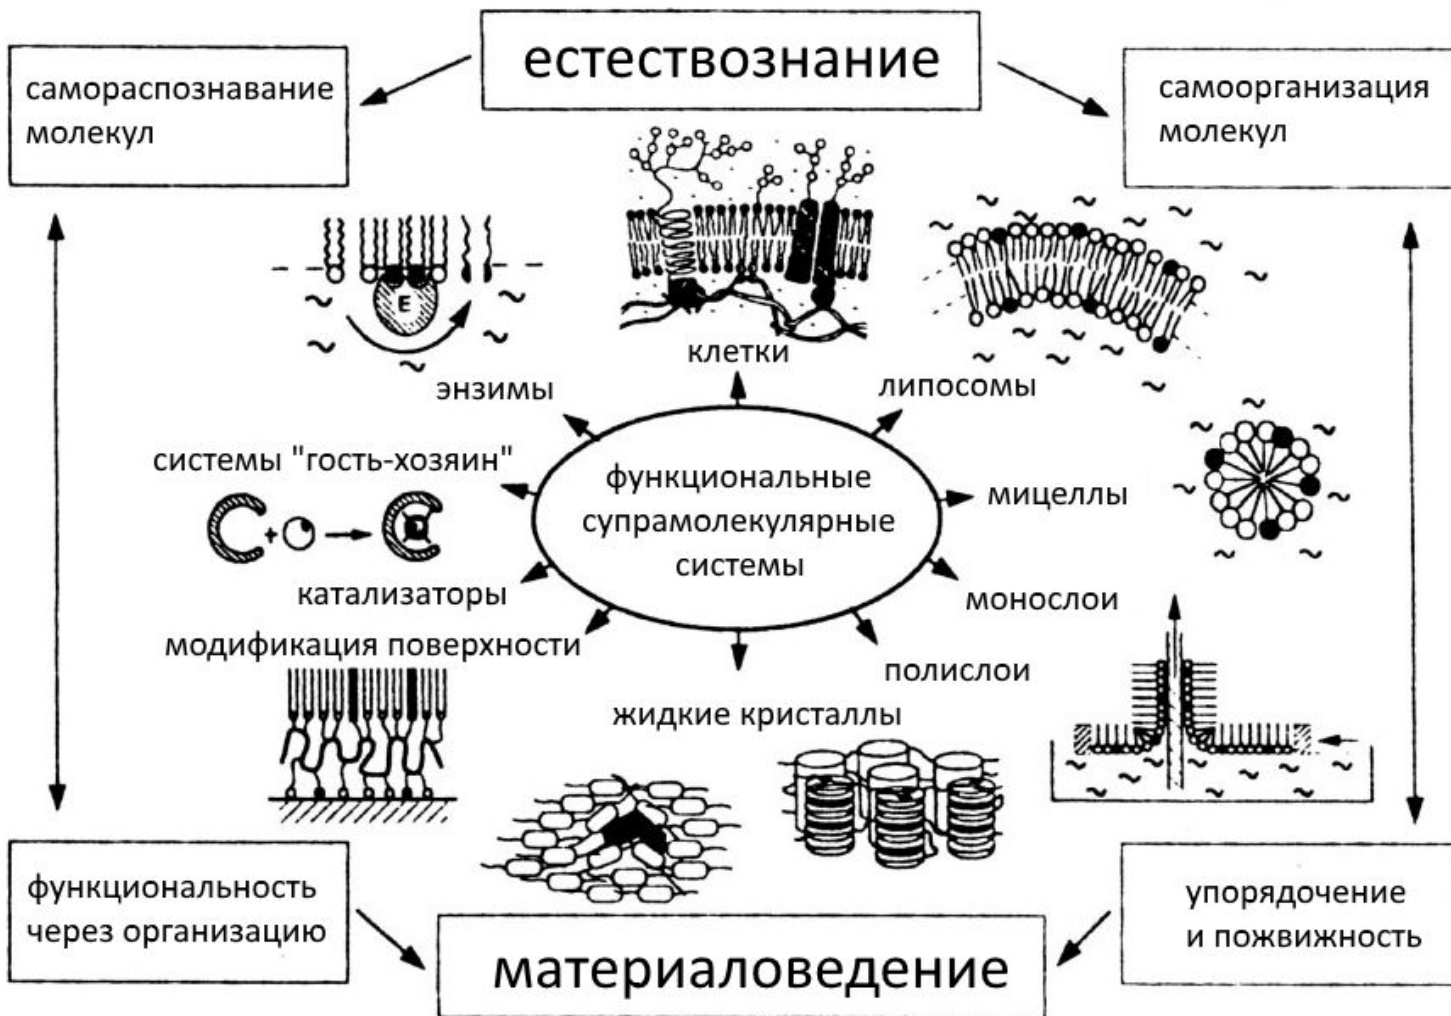 естествознание
самораспознавание
молекул
самоорганизация
молекул
E
клетки
энзимы
липосомы
системы "гость-хозяин"
функциональные
супрамолекулярные
системы
мицеллы
+
катализаторы
монослои
модификация поверхности
полислои
жидкие кристаллы
функциональность
через организацию
упорядочение
и пожвижность
материаловедение